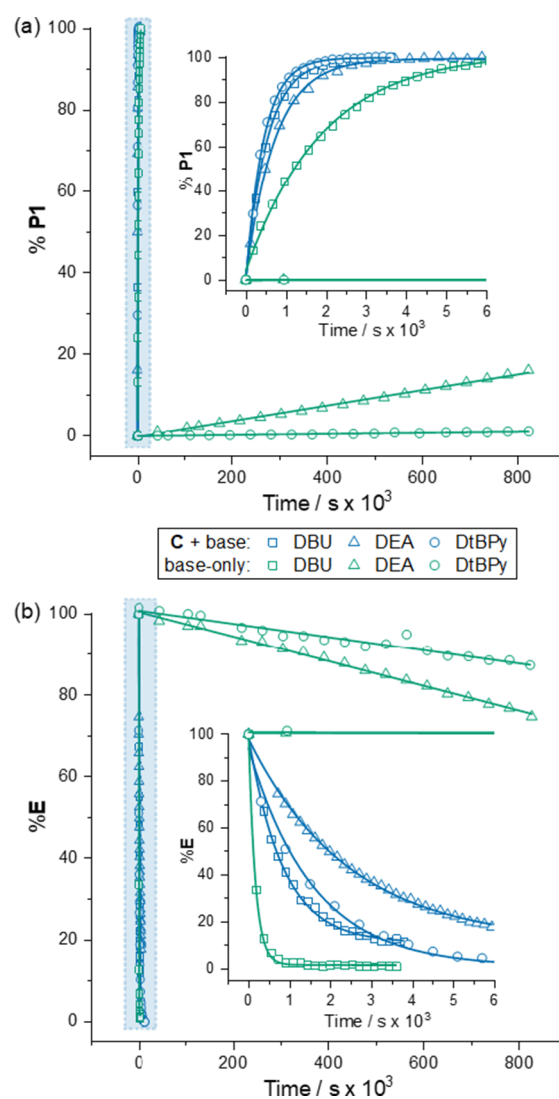 (a)
100
80
60
40
20
0
% P1
100
80
60
40
20
0
% P1
0 1 2 3 4 5 6
Time / s x 10³
0 200 400 600 800
Time / s x 10³
C + base: DBU DEA DtBPy
base-only: DBU DEA DtBPy
(b)
100
80
60
40
20
0
%E
100
80
60
40
20
0
%E
0 1 2 3 4 5 6
Time / s x 10³
0 200 400 600 800
Time / s x 10³